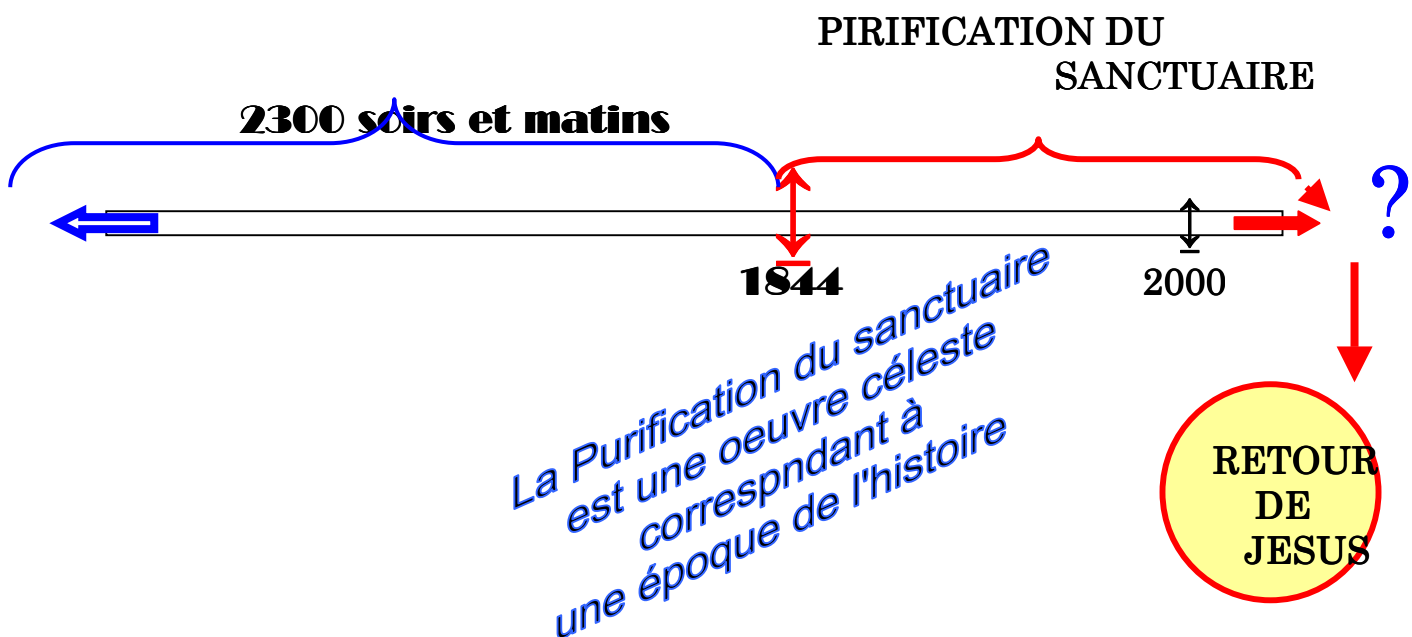 PIRIFICATION DU
SANCTUAIRE
2300 soirs et matins
?
1844
2000
La Purification du sanctuaire
est une oeuvre céleste
correspndant à
une époque de l'histoire
RETOUR
DE
JESUS